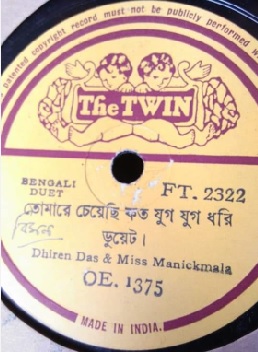 patented copyright record must not be publicly performed w
The TWIN
BENGALI
DUET
FT. 2322
তোমারে চেয়েছি কত যুগ যুগ ধরি
ডুয়েট।
Dhiren Das & Miss Manickmala
OE. 1375
MADE IN INDIA.